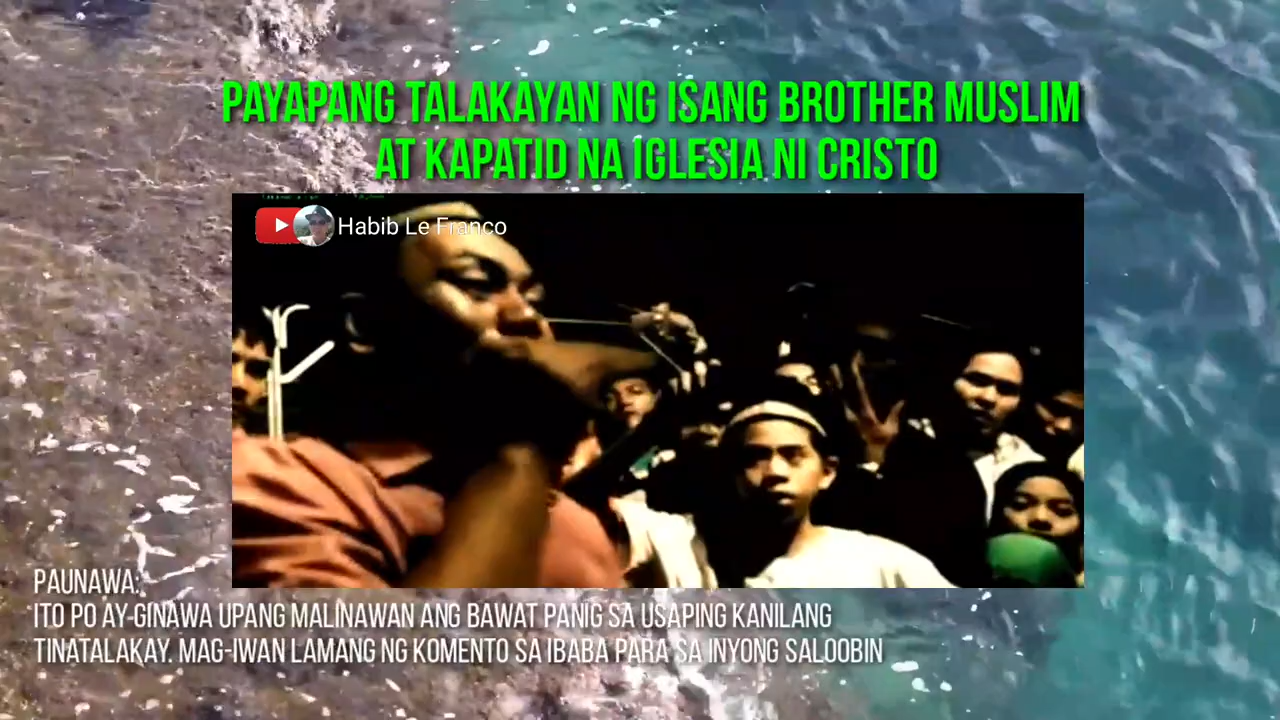 PAYAPANG TALAKAYAN NG ISANG BROTHER MUSLIM
AT KAPATID NA IGLESIA NI CRISTO
Habib Le Franco
PAUNAWA:
ITO PO AY GINAWA UPANG MALINAWAN ANG BAWAT PANIG SA USAPING KANILANG
TINATALAKAY. MAG-IWAN LAMANG NG KOMENTO SA IBABA PARA SA INYONG SALOOBIN